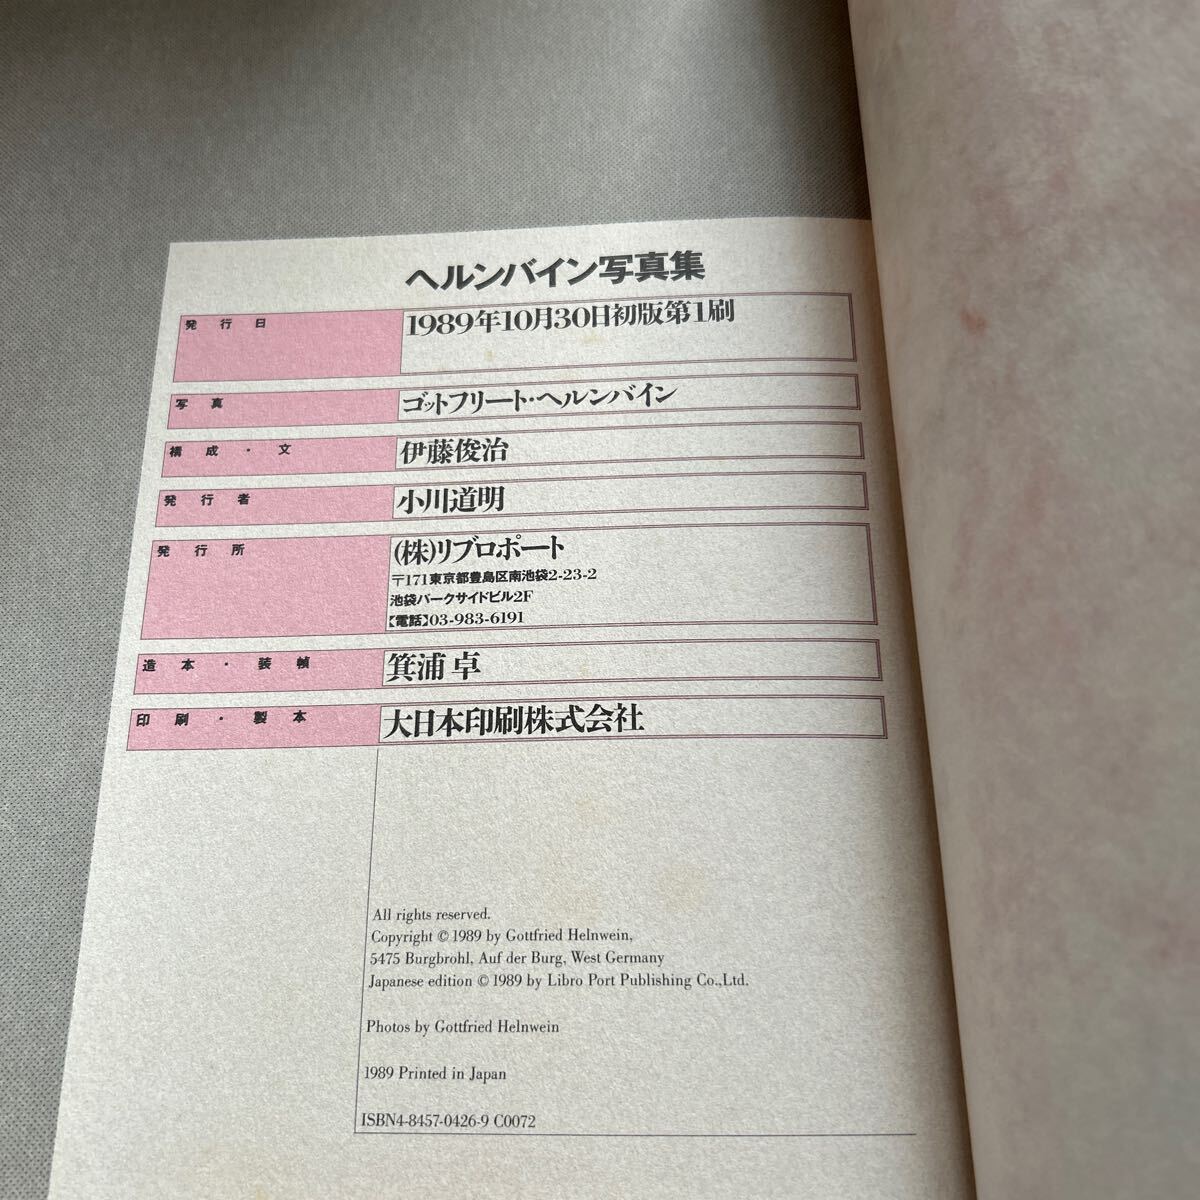 ヘルンバイン写真集
発行日 1989年10月30日初版第1刷
写真 ゴットフリート・ヘルンバイン
構成・文 伊藤俊治
発行者 小川道明
発行所 (株)リブロポート
〒171東京都豊島区南池袋2-23-2
池袋パークサイドビル2F
【電話】03-983-6191
造本・装幀 箕浦 卓
印刷・製本 大日本印刷株式会社
All rights reserved.
Copyright © 1989 by Gottfried Helnwein,
5475 Burgbrohl, Auf der Burg, West Germany
Japanese edition © 1989 by Libro Port Publishing Co.,Ltd.
Photos by Gottfried Helnwein
1989 Printed in Japan
ISBN4-8457-0426-9 C0072